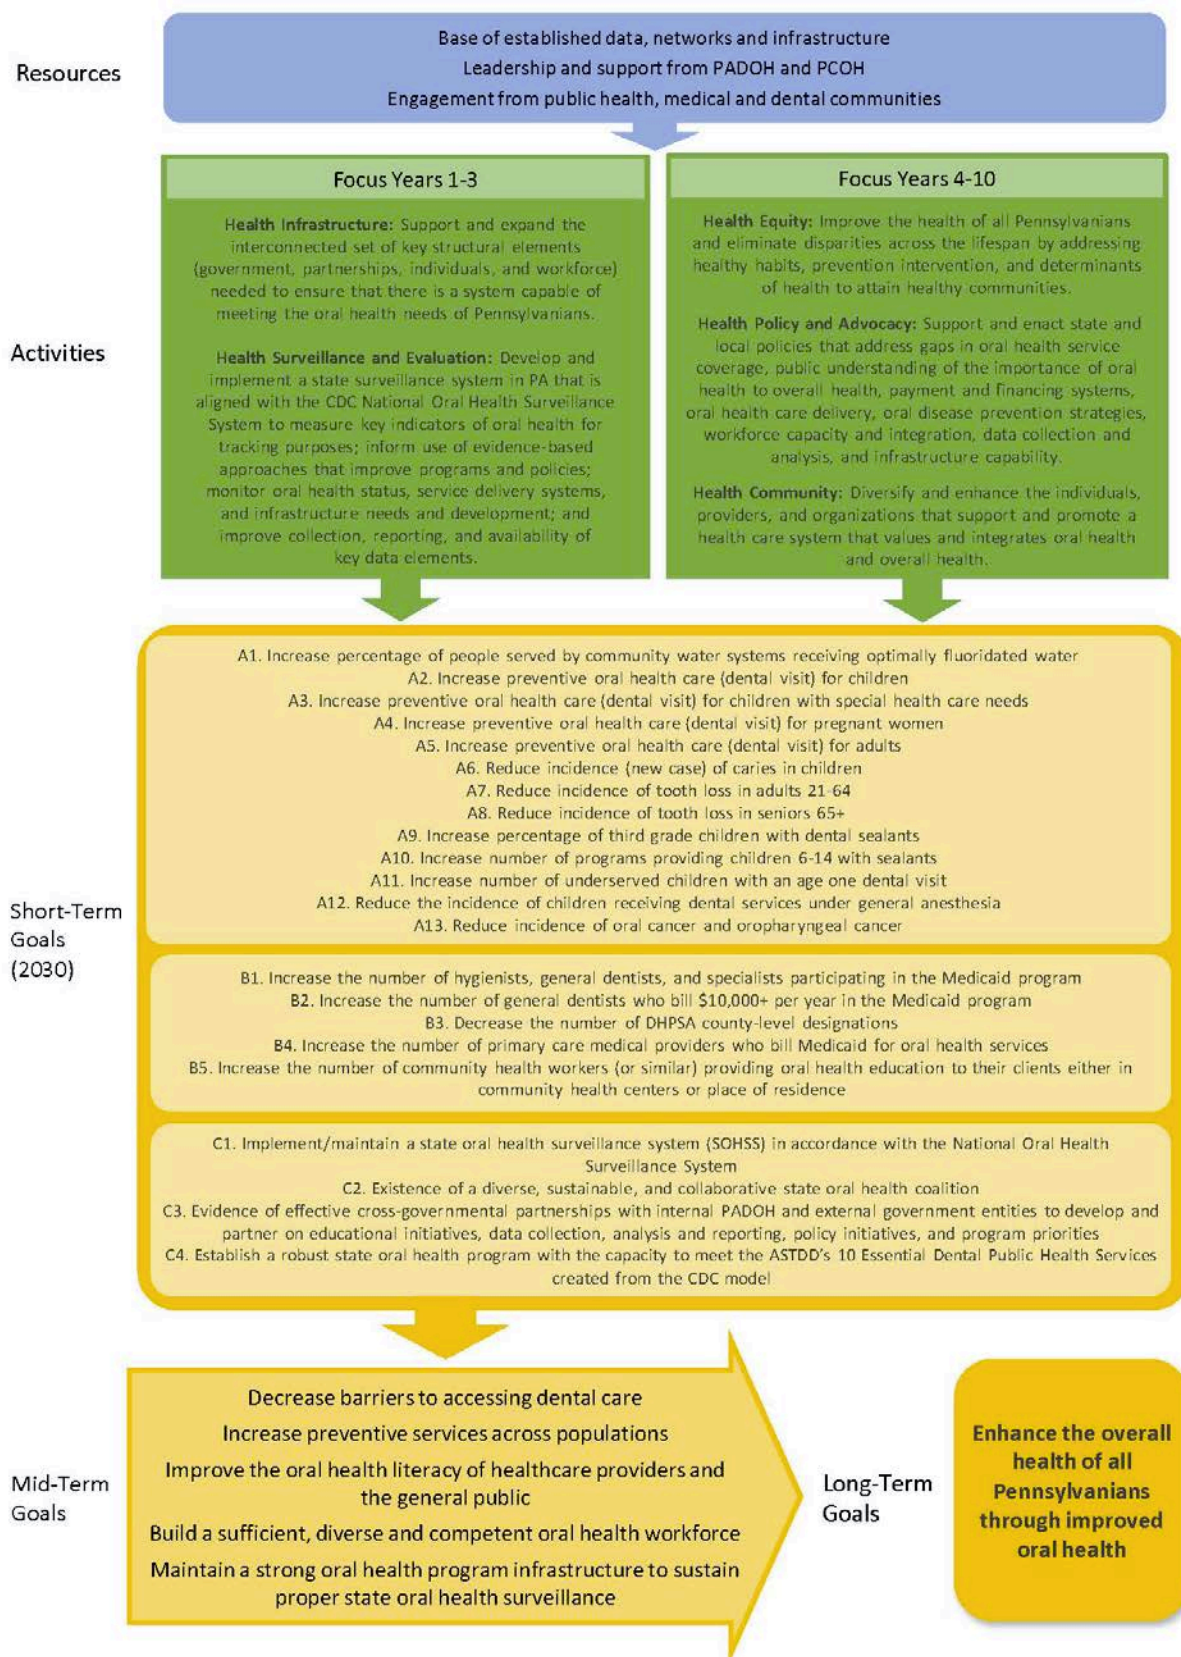 Resources
Base of established data, networks and infrastructure
Leadership and support from PADOH and PCOH
Engagement from public health, medical and dental communities
Activities
Focus Years 1-3
Health Infrastructure: Support and expand the
interconnected set of key structural elements
(government, partnerships, individuals, and workforce)
needed to ensure that there is a system capable of
meeting the oral health needs of Pennsylvanians.
Health Surveillance and Evaluation: Develop and
implement a state surveillance system in PA that is
aligned with the CDC National Oral Health Surveillance
System to measure key indicators of oral health for
tracking purposes; inform use of evidence-based
approaches that improve programs and policies;
monitor oral health status, service delivery systems,
and infrastructure needs and development; and
improve collection, reporting, and availability of
key data elements.
Focus Years 4-10
Health Equity: Improve the health of all Pennsylvanians
and eliminate disparities across the lifespan by addressing
healthy habits, prevention intervention, and determinants
of health to attain healthy communities.
Health Policy and Advocacy: Support and enact state and
local policies that address gaps in oral health service
coverage, public understanding of the importance of oral
health to overall health, payment and financing systems,
oral health care delivery, oral disease prevention strategies,
workforce capacity and integration, data collection and
analysis, and infrastructure capability.
Health Community: Diversify and enhance the individuals,
providers, and organizations that support and promote a
health care system that values and integrates oral health
and overall health.
Short-Term
Goals
(2030)
A1. Increase percentage of people served by community water systems receiving optimally fluoridated water
A2. Increase preventive oral health care (dental visit) for children
A3. Increase preventive oral health care (dental visit) for children with special health care needs
A4. Increase preventive oral health care (dental visit) for pregnant women
A5. Increase preventive oral health care (dental visit) for adults
A6. Reduce incidence (new case) of caries in children
A7. Reduce incidence of tooth loss in adults 21-64
A8. Reduce incidence of tooth loss in seniors 65+
A9. Increase percentage of third grade children with dental sealants
A10. Increase number of programs providing children 6-14 with sealants
A11. Increase number of underserved children with an age one dental visit
A12. Reduce the incidence of children receiving dental services under general anesthesia
A13. Reduce incidence of oral cancer and oropharyngeal cancer
B1. Increase the number of hygienists, general dentists, and specialists participating in the Medicaid program
B2. Increase the number of general dentists who bill $10,000+ per year in the Medicaid program
B3. Decrease the number of DHPSA county-level designations
B4. Increase the number of primary care medical providers who bill Medicaid for oral health services
B5. Increase the number of community health workers (or similar) providing oral health education to their clients either in
community health centers or place of residence
C1. Implement/maintain a state oral health surveillance system (SOHSS) in accordance with the National Oral Health
Surveillance System
C2. Existence of a diverse, sustainable, and collaborative state oral health coalition
C3. Evidence of effective cross-governmental partnerships with internal PADOH and external government entities to develop and
partner on educational initiatives, data collection, analysis and reporting, policy initiatives, and program priorities
C4. Establish a robust state oral health program with the capacity to meet the ASTDD's 10 Essential Dental Public Health Services
created from the CDC model
Mid-Term
Goals
Decrease barriers to accessing dental care
Increase preventive services across populations
Improve the oral health literacy of healthcare providers and
the general public
Build a sufficient, diverse and competent oral health workforce
Maintain a strong oral health program infrastructure to sustain
proper state oral health surveillance
Long-Term
Goals
Enhance the overall
health of all
Pennsylvanians
through improved
oral health